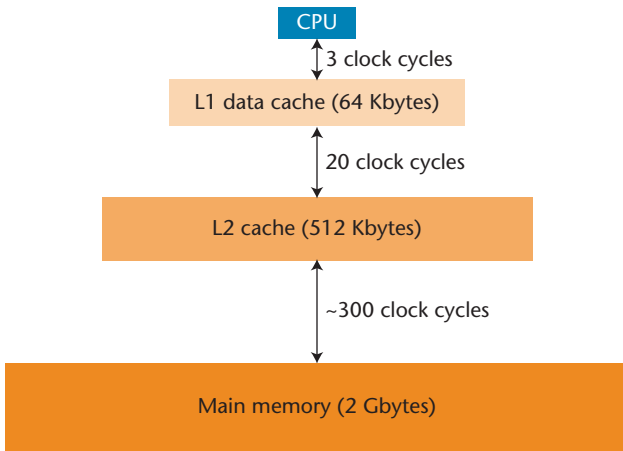 CPU
3 clock cycles
L1 data cache (64 Kbytes)
20 clock cycles
L2 cache (512 Kbytes)
~300 clock cycles
Main memory (2 Gbytes)